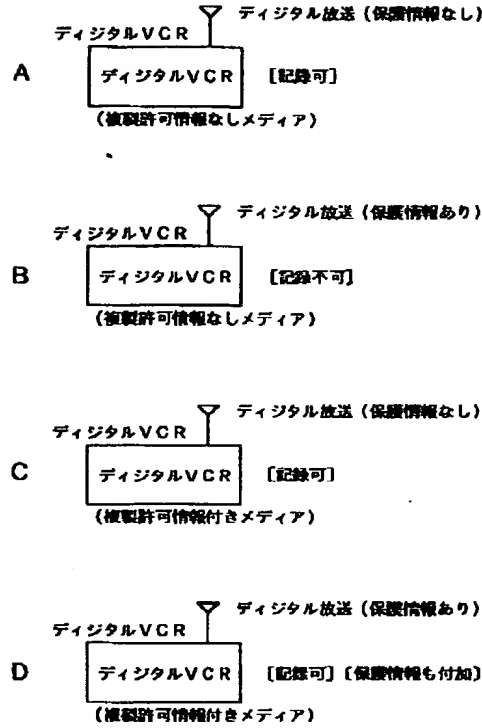 ディジタル放送（保護情報なし）
ディジタルVCR
A
ディジタルVCR
［記録可］
（複製許可情報なしメディア）
ディジタル放送（保護情報あり）
ディジタルVCR
B
ディジタルVCR
［記録不可］
（複製許可情報なしメディア）
ディジタル放送（保護情報なし）
ディジタルVCR
C
ディジタルVCR
［記録可］
（複製許可情報付きメディア）
ディジタル放送（保護情報あり）
ディジタルVCR
D
ディジタルVCR
［記録可］〔保護情報も付加〕
（複製許可情報付きメディア）